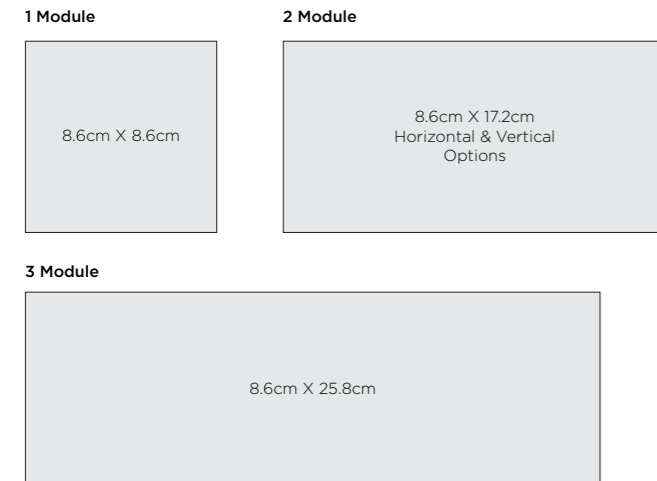 1 Module
2 Module
8.6cm X 8.6cm
8.6cm X 17.2cm
Horizontal & Vertical
Options
3 Module
8.6cm X 25.8cm